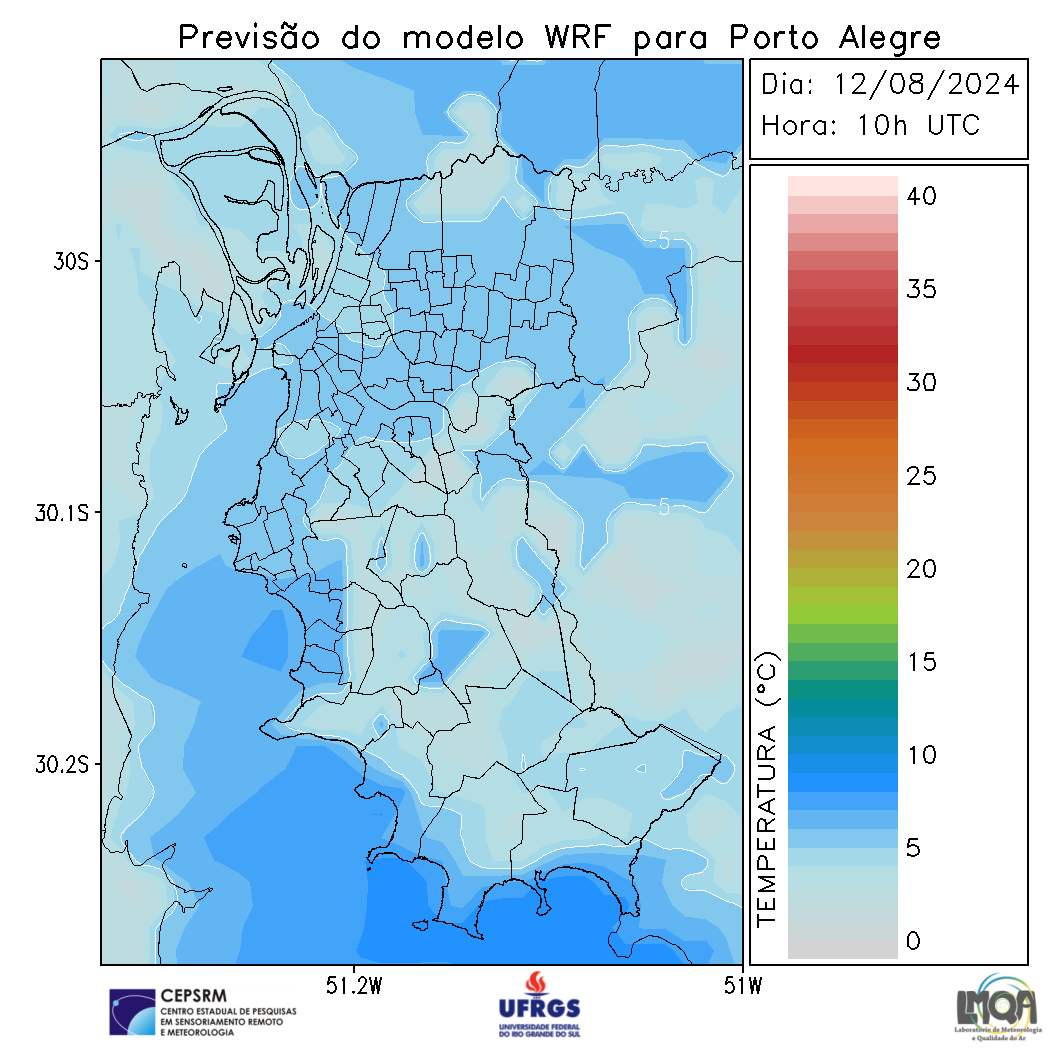 Previsão do modelo WRF para Porto Alegre
Dia: 12/08/2024
Hora: 10h UTC
40
35
30
25
20
15
10
5
0
TEMPERATURA (°C)
30S
30.1S
30.2S
5
5
51.2W
51W
CEPSRM
CENTRO ESTADUAL DE PESQUISAS
EM SENSORIAMENTO REMOTO
E METEOROLOGIA
UFRGS
UNIVERSIDADE FEDERAL
DO RIO GRANDE DO SUL
LMQA
Laboratório de Meteorologia
e Qualidade do Ar